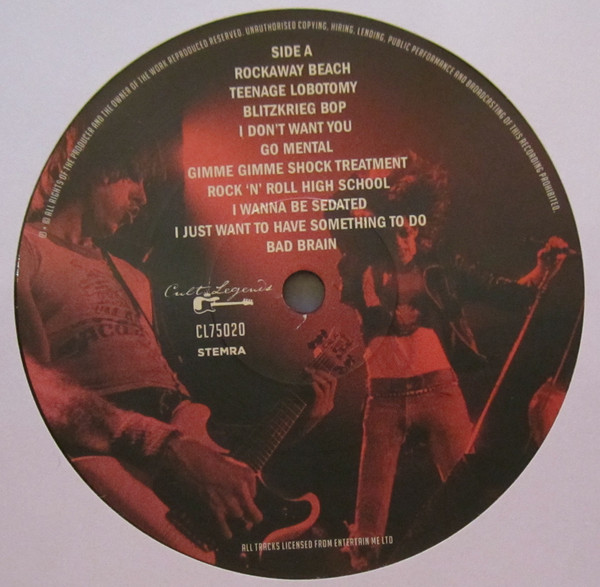 ℗ + © ALL RIGHTS OF THE PRODUCER AND THE OWNER OF THE WORK REPRODUCED RESERVED. UNAUTHORISED COPYING, HIRING, LENDING, PUBLIC PERFORMANCE AND BROADCASTING OF THIS RECORDING PROHIBITED.
SIDE A
ROCKAWAY BEACH
TEENAGE LOBOTOMY
BLITZKRIEG BOP
I DON'T WANT YOU
GO MENTAL
GIMME GIMME SHOCK TREATMENT
ROCK 'N' ROLL HIGH SCHOOL
I WANNA BE SEDATED
I JUST WANT TO HAVE SOMETHING TO DO
BAD BRAIN
Cult Legends
CL75020
STEMRA
ALL TRACKS LICENSED FROM ENTERTAIN ME LTD